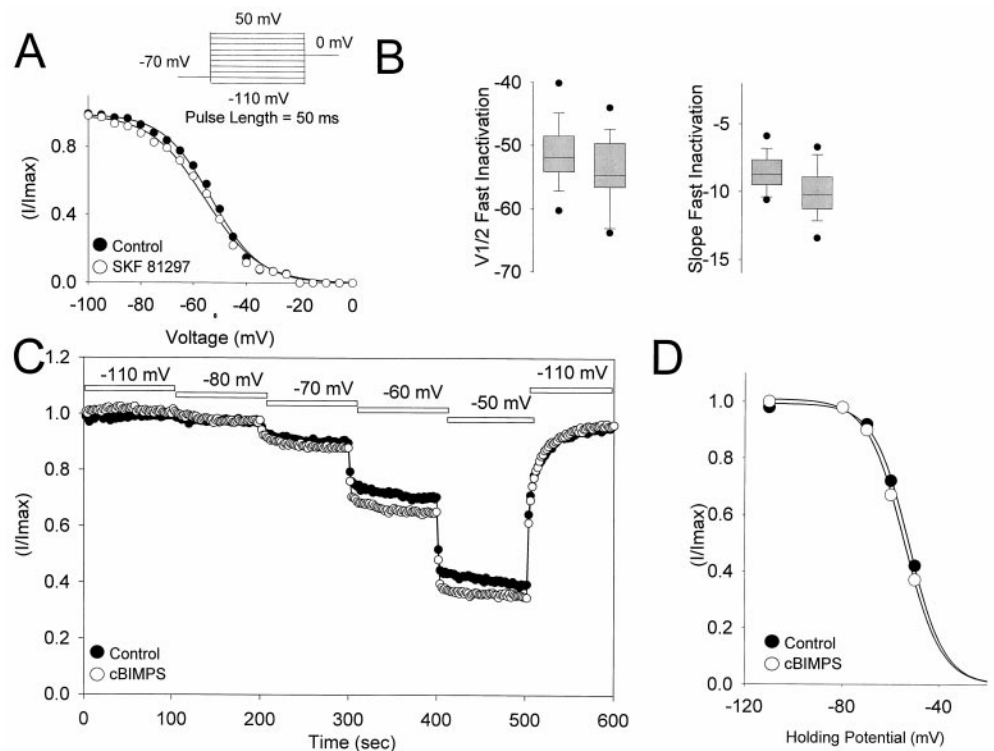 A
50 mV
0 mV
-70 mV
-110 mV
Pulse Length = 50 ms
0.8
0.4
0.0
(I/Imax)
Control
SKF 81297
-100 -80 -60 -40 -20 0
Voltage (mV)
B
-40
-50
-60
-70
V1/2 Fast Inactivation
-5
-10
-15
Slope Fast Inactivation
C
1.2
1.0
0.8
0.6
0.4
0.2
0.0
(I/Imax)
-110 mV
-80 mV
-70 mV
-60 mV
-50 mV
-110 mV
Control
cBIMPS
0 100 200 300 400 500 600
Time (sec)
D
1.0
0.8
0.6
0.4
0.2
0.0
(I/Imax)
Control
cBIMPS
-120 -80 -40
Holding Potential (mV)